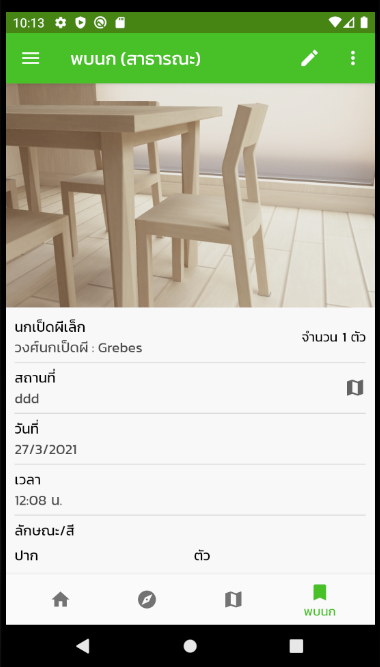 10:13
พบนก (สาธารณะ)
นกเป็ดผีเล็ก
วงศ์นกเป็ดผี : Grebes
จำนวน 1 ตัว
สถานที่
ddd
วันที่
27/3/2021
เวลา
12:08 น.
ลักษณะ/สี
ปาก ตัว
พบนก